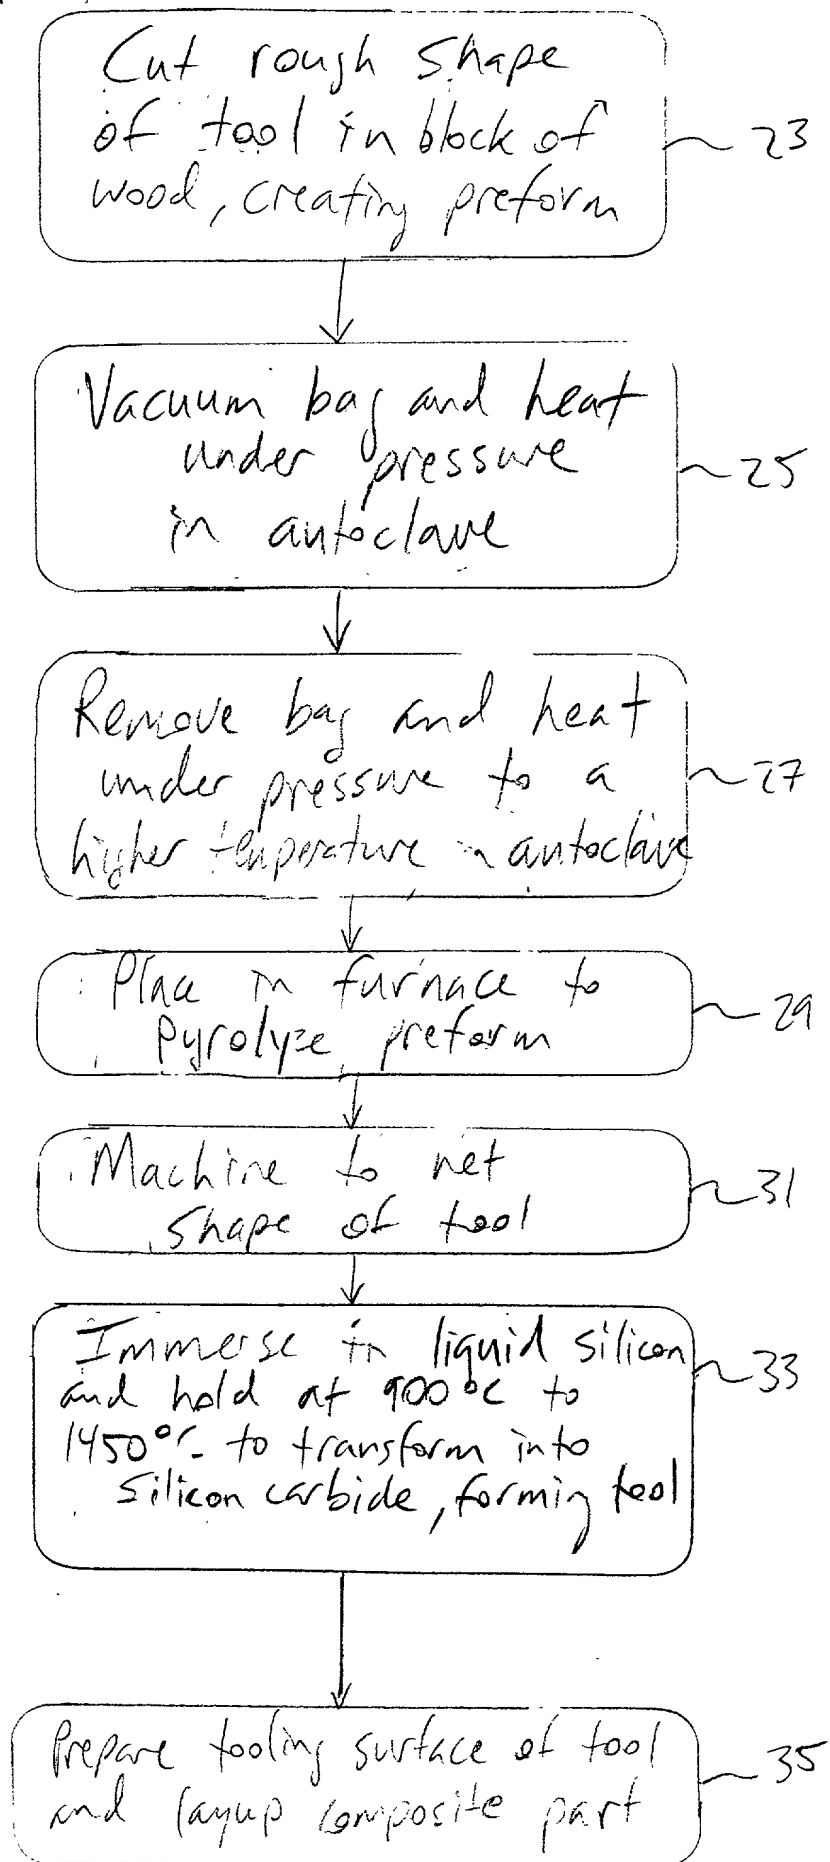 Cut rough shape
of tool in block of
wood, creating preform
23
Vacuum bag and heat
under pressure
in autoclave
25
Remove bag and heat
under pressure to a
higher temperature in autoclave
27
Place in furnace to
pyrolyze preform
29
Machine to net
shape of tool
31
Immerse in liquid silicon
and hold at 900°C to
1450°C to transform into
silicon carbide, forming tool
33
Prepare tooling surface of tool
and layup composite part
35